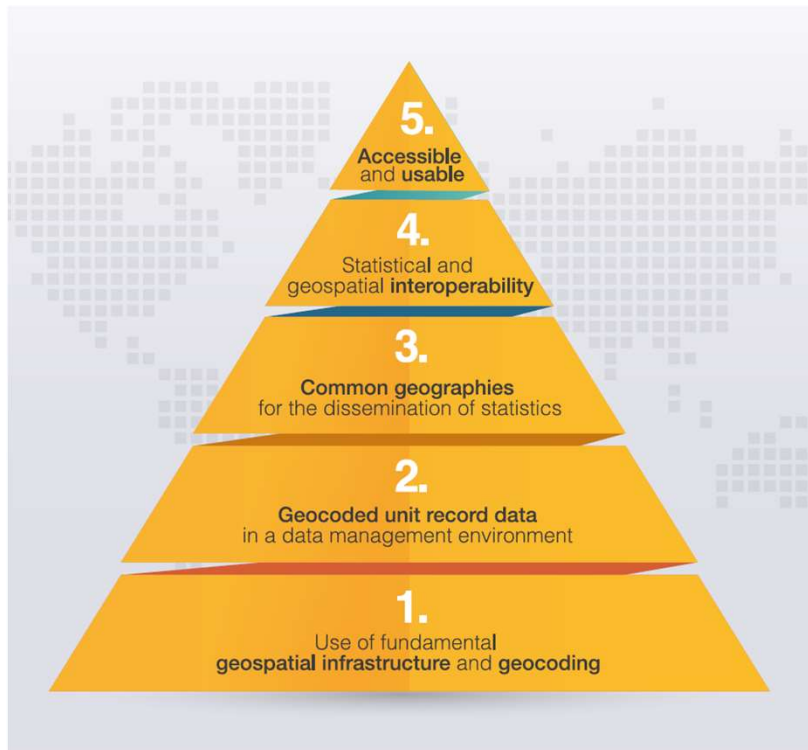 5.
Accessible
and usable
4.
Statistical and
geospatial interoperability
3.
Common geographies
for the dissemination of statistics
2.
Geocoded unit record data
in a data management environment
1.
Use of fundamental
geospatial infrastructure and geocoding